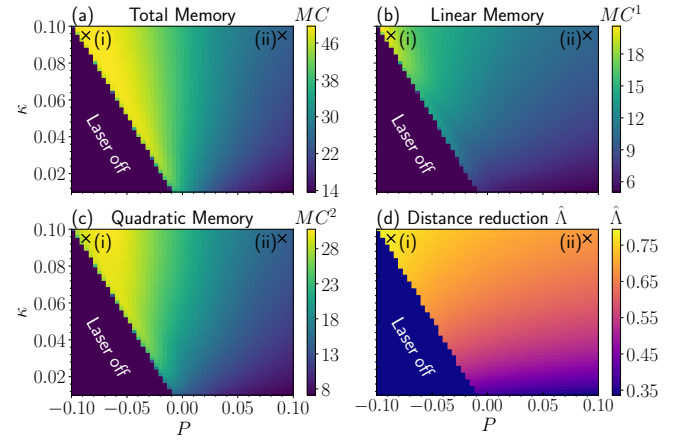 (a) Total Memory MC
(b) Linear Memory MC¹
0.10
0.08
0.06
0.04
0.02
κ
× (i)
(ii) ×
Laser off
46
38
30
22
14
× (i)
(ii) ×
Laser off
18
15
12
9
6
(c) Quadratic Memory MC²
(d) Distance reduction Λ̂ Λ̂
0.10
0.08
0.06
0.04
0.02
κ
× (i)
(ii) ×
Laser off
28
23
18
13
8
× (i)
(ii) ×
Laser off
0.75
0.65
0.55
0.45
0.35
−0.10 −0.05 0.00 0.05 0.10
P
−0.10 −0.05 0.00 0.05 0.10
P